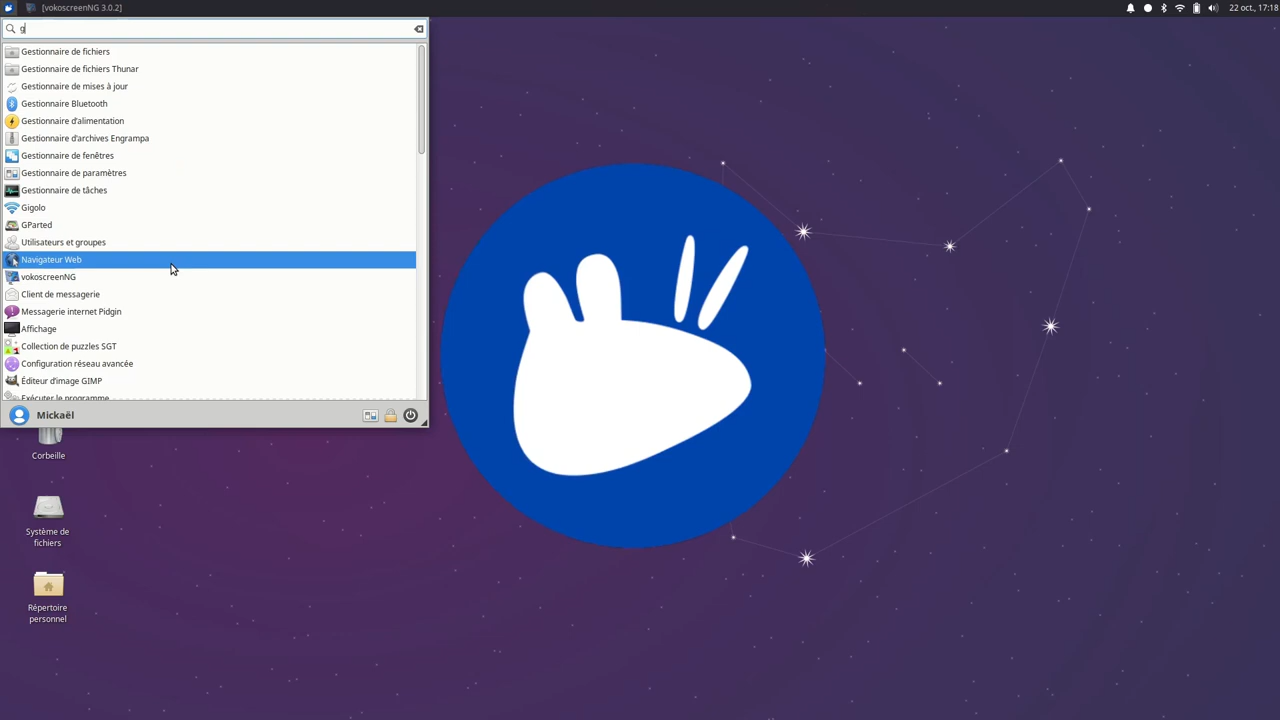 [vokoscreenNG 3.0.2]
22 oct., 17:18
g
Gestionnaire de fichiers
Gestionnaire de fichiers Thunar
Gestionnaire de mises à jour
Gestionnaire Bluetooth
Gestionnaire d'alimentation
Gestionnaire d'archives Engrampa
Gestionnaire de fenêtres
Gestionnaire de paramètres
Gestionnaire de tâches
Gigolo
GParted
Utilisateurs et groupes
Navigateur Web
vokoscreenNG
Client de messagerie
Messagerie internet Pidgin
Affichage
Collection de puzzles SGT
Configuration réseau avancée
Éditeur d'image GIMP
Exécuter le programme
Mickaël
Corbeille
Système de
fichiers
Répertoire
personnel